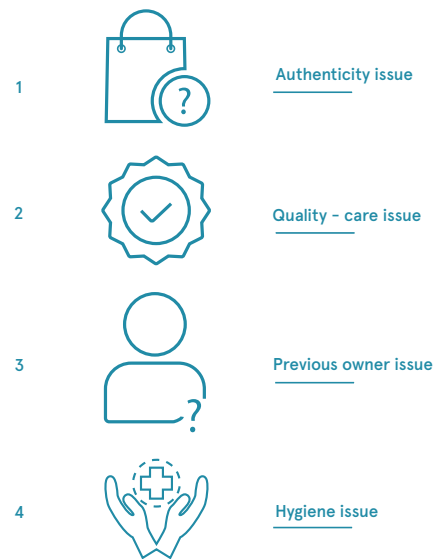 1
?
Authenticity issue
2
Quality - care issue
3
?
Previous owner issue
4
Hygiene issue